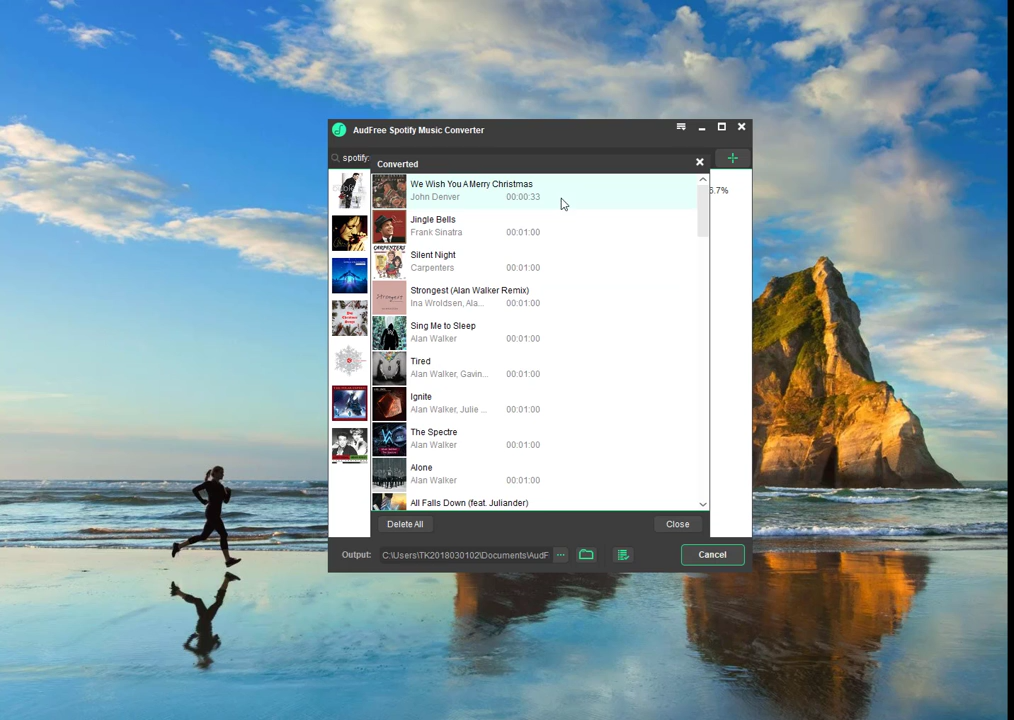 AudFree Spotify Music Converter
spotify:
Converted
We Wish You A Merry Christmas
John Denver 00:00:33
Jingle Bells
Frank Sinatra 00:01:00
Silent Night
Carpenters 00:01:00
Strongest (Alan Walker Remix)
Ina Wroldsen, Ala... 00:01:00
Sing Me to Sleep
Alan Walker 00:01:00
Tired
Alan Walker, Gavin... 00:01:00
Ignite
Alan Walker, Julie ... 00:01:00
The Spectre
Alan Walker 00:01:00
Alone
Alan Walker 00:01:00
All Falls Down (feat. Juliander)
Delete All Close
Output: C:\Users\TK2018030102\Documents\AudF ... Cancel